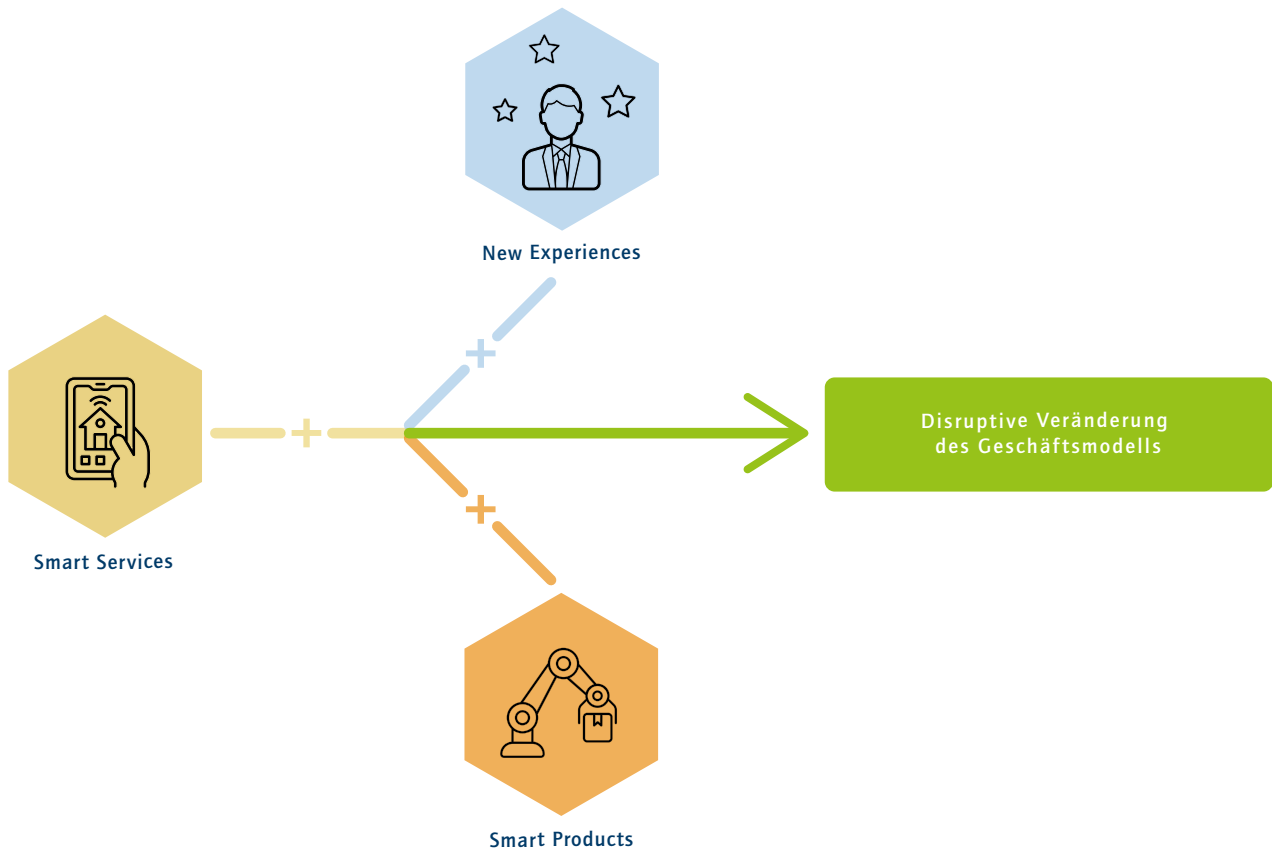 New Experiences
Smart Services
Disruptive Veränderung
des Geschäftsmodells
Smart Products